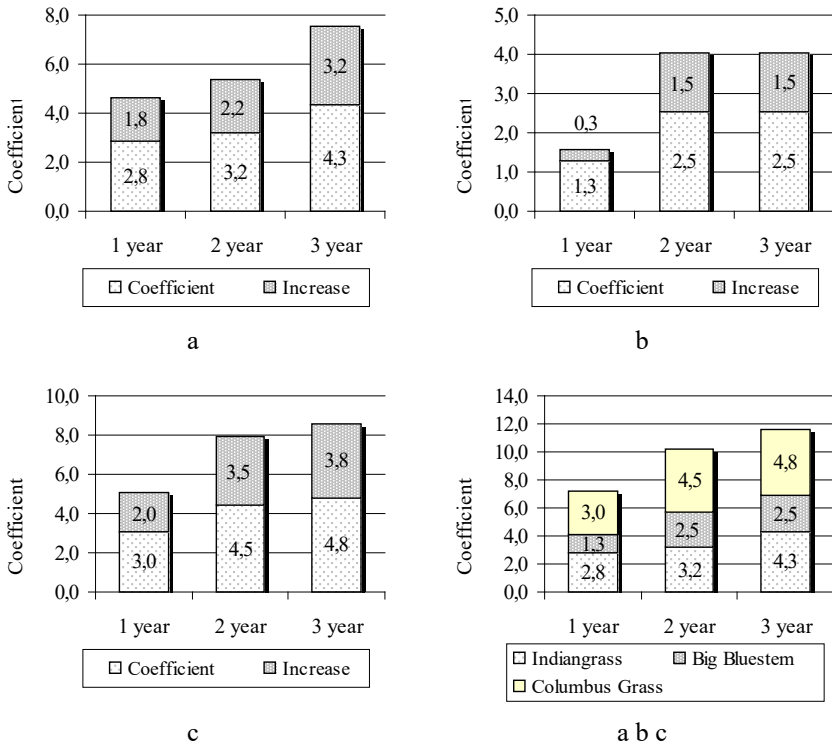 8,0
6,0
4,0
2,0
0,0
Coefficient
3,2
2,2
1,8
4,3
3,2
2,8
1 year 2 year 3 year
Coefficient Increase
a
5,0
4,0
3,0
2,0
1,0
0,0
Coefficient
1,5 1,5
0,3
2,5 2,5
1,3
1 year 2 year 3 year
Coefficient Increase
b
10,0
8,0
6,0
4,0
2,0
0,0
Coefficient
3,8
3,5
2,0
4,8
4,5
3,0
1 year 2 year 3 year
Coefficient Increase
c
14,0
12,0
10,0
8,0
6,0
4,0
2,0
0,0
Coefficient
4,8
4,5
3,0
2,5
2,5
1,3
4,3
3,2
2,8
1 year 2 year 3 year
Indiangrass Big Bluestem
Columbus Grass
a b c